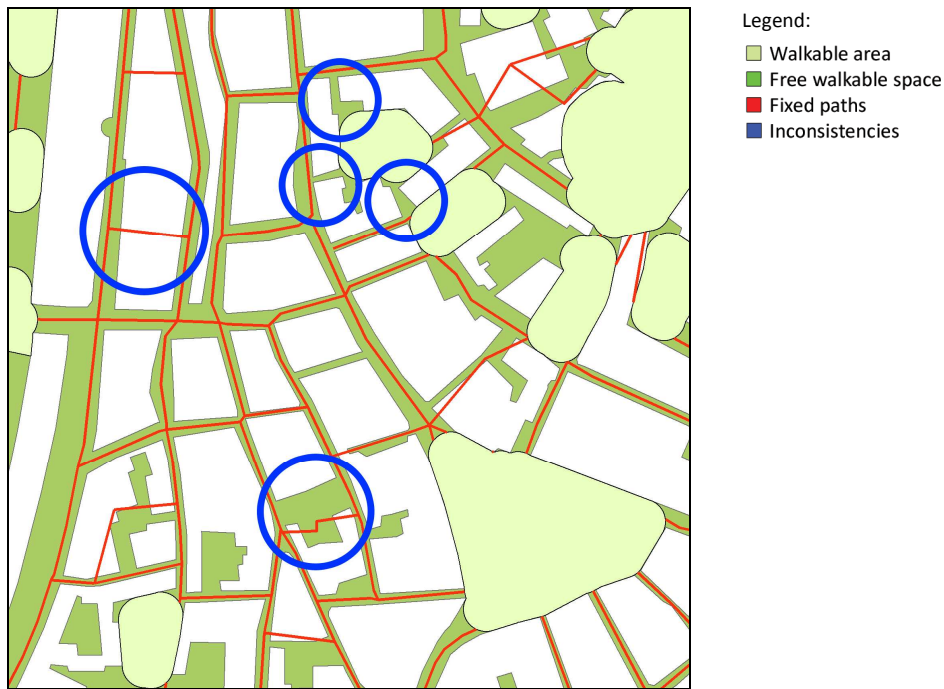 Legend:
Walkable area
Free walkable space
Fixed paths
Inconsistencies